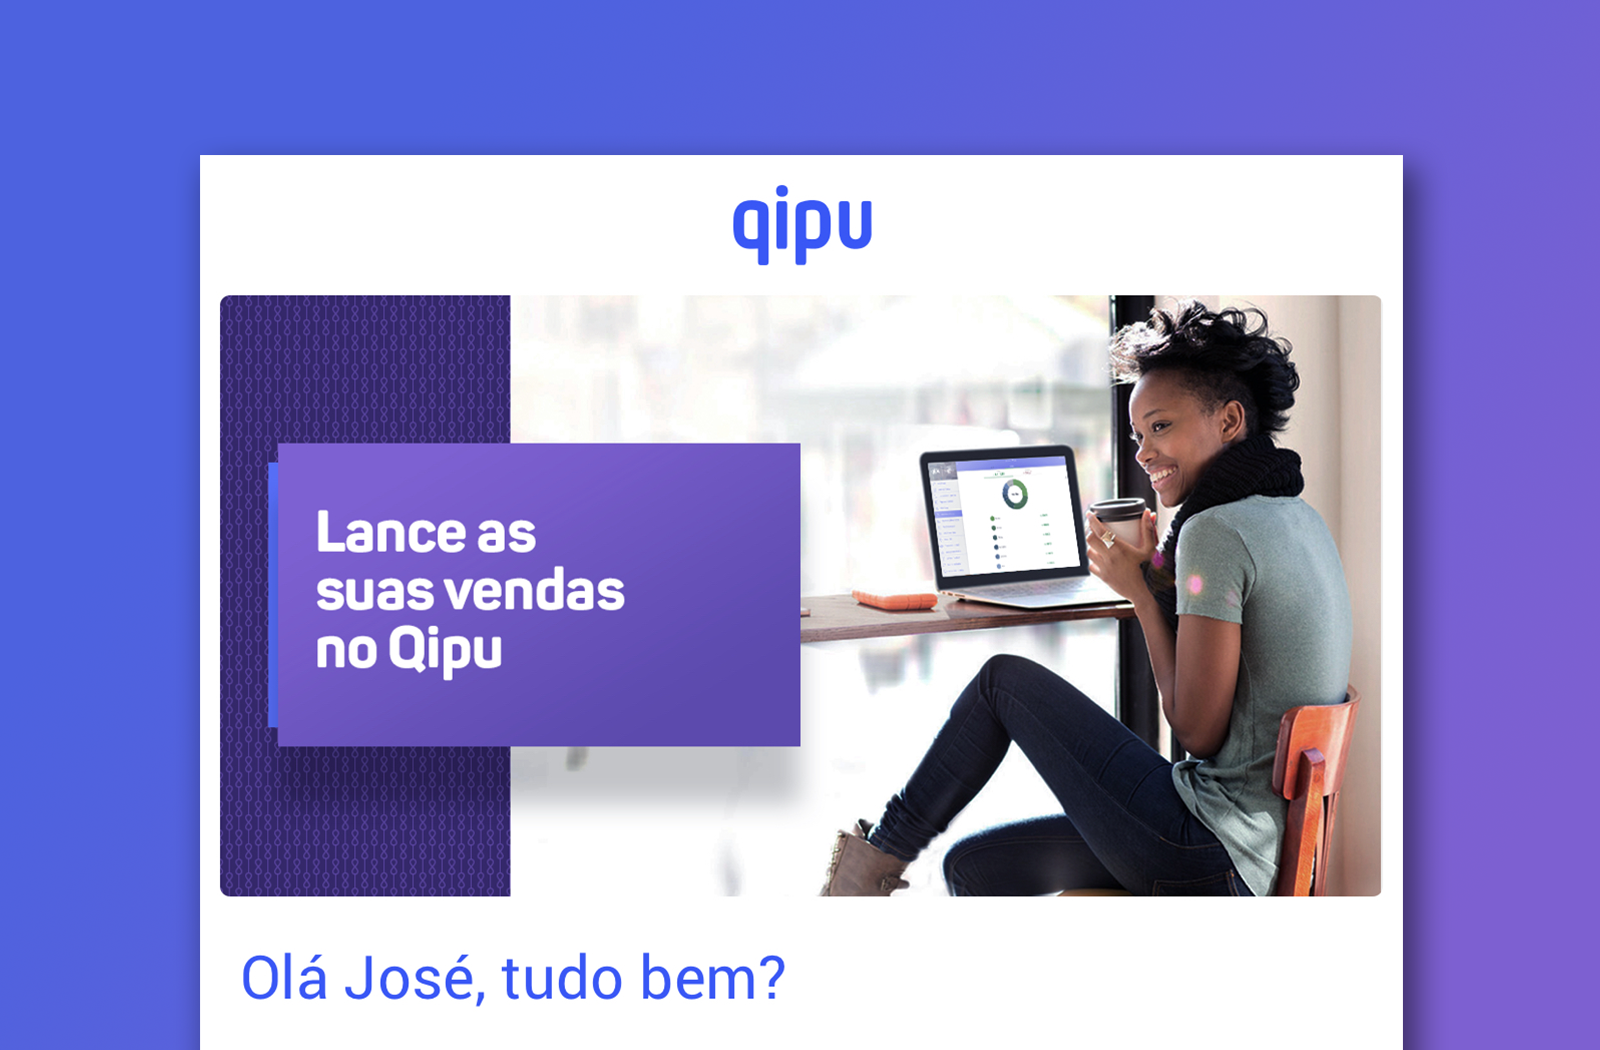 qipu
Lance as
suas vendas
no Qipu
Olá José, tudo bem?